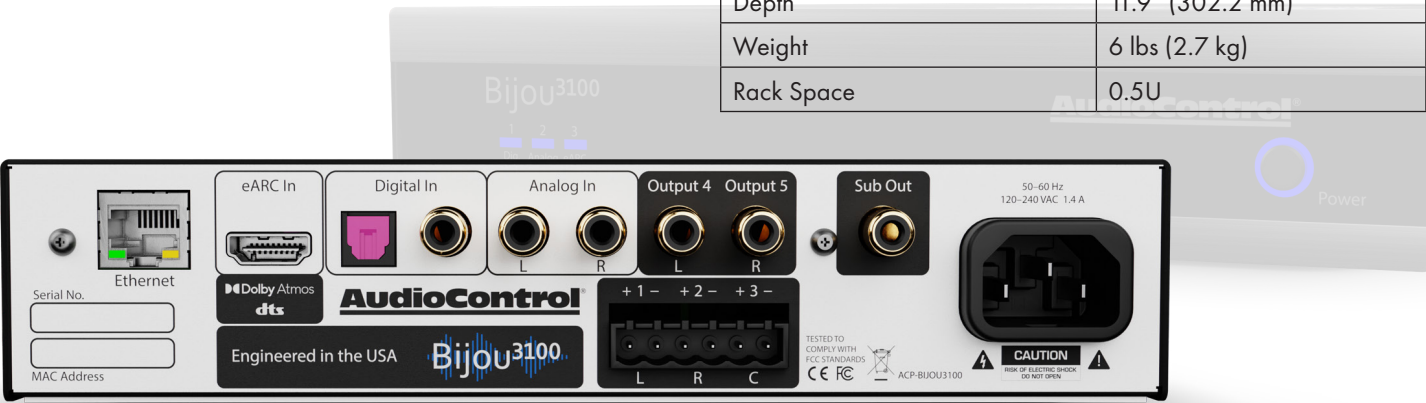 Depth 11.9" (302.2 mm)
Weight 6 lbs (2.7 kg)
Rack Space 0.5U
Bijou3100
AudioControl
1 2 3
Power
eARC In
Digital In
Analog In
Output 4 Output 5
Sub Out
50–60 Hz
120–240 VAC 1.4 A
L R
L R
Ethernet
Serial No.
MAC Address
Dolby Atmos
dts
AudioControl®
Engineered in the USA
Bijou3100
+ 1 – + 2 – + 3 –
L R C
TESTED TO
COMPLY WITH
FCC STANDARDS
CE FC
ACP-BIJOU3100
CAUTION
RISK OF ELECTRIC SHOCK
DO NOT OPEN